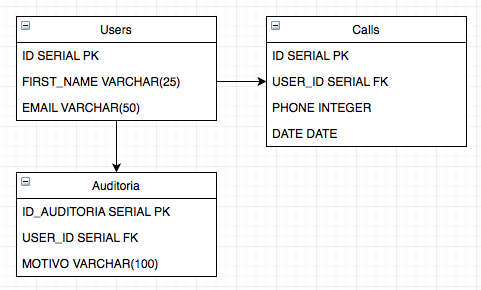 Users
ID SERIAL PK
FIRST_NAME VARCHAR(25)
EMAIL VARCHAR(50)
Calls
ID SERIAL PK
USER_ID SERIAL FK
PHONE INTEGER
DATE DATE
Auditoria
ID_AUDITORIA SERIAL PK
USER_ID SERIAL FK
MOTIVO VARCHAR(100)